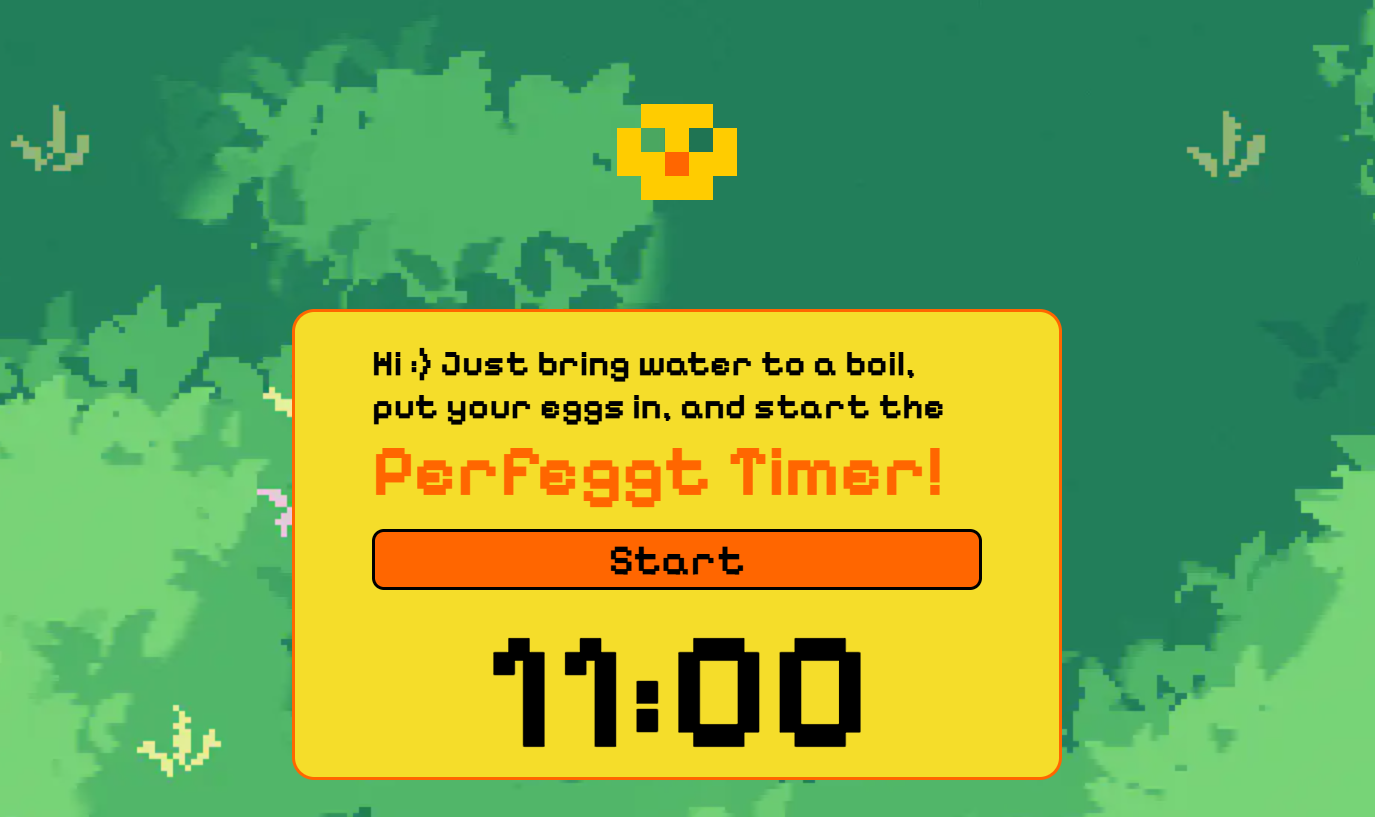 Hi :) Just bring water to a boil,
put your eggs in, and start the
Perfeggt Timer!
Start
11:00